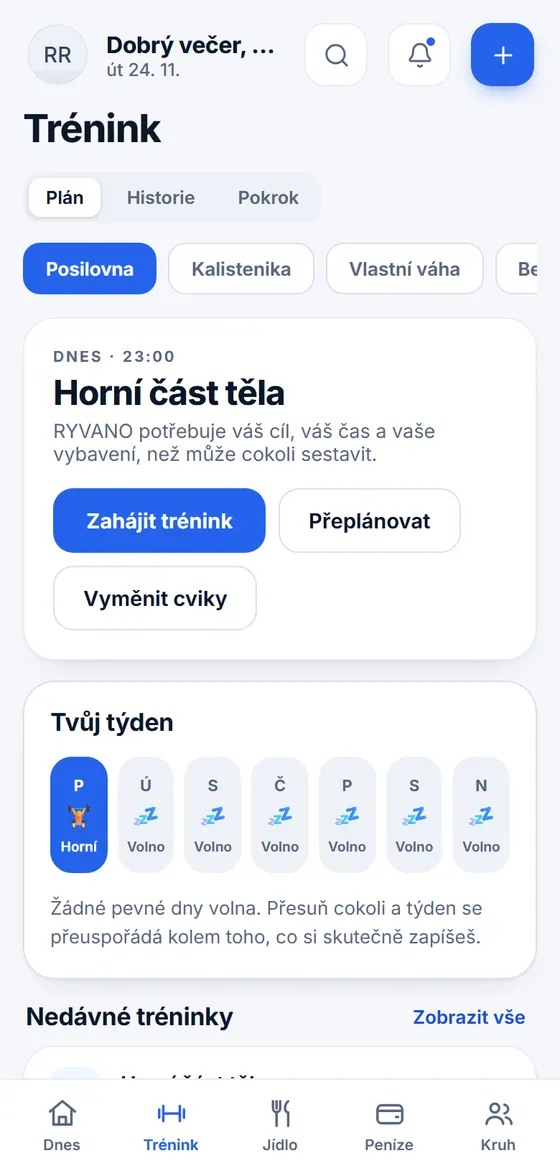 RR
Dobrý večer, ...
út 24. 11.
Trénink
Plán Historie Pokrok
Posilovna Kalistenika Vlastní váha Be
DNES · 23:00
Horní část těla
RYVANO potřebuje váš cíl, váš čas a vaše
vybavení, než může cokoli sestavit.
Zahájit trénink Přeplánovat
Vyměnit cviky
Tvůj týden
P Ú S Č P S N
Horní Volno Volno Volno Volno Volno Volno
Žádné pevné dny volna. Přesuň cokoli a týden se
přeuspořádá kolem toho, co si skutečně zapíšeš.
Nedávné tréninky Zobrazit vše
Dnes Trénink Jídlo Peníze Kruh